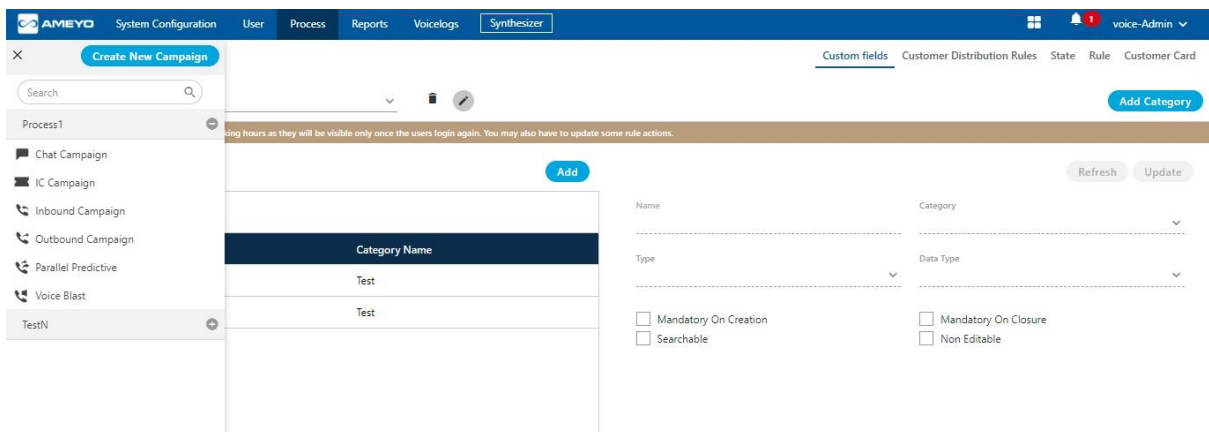 AMEYO System Configuration User Process Reports Voicelogs Synthesizer 1 voice-Admin
Create New Campaign Custom fields Customer Distribution Rules State Rule Customer Card
Search Add Category
Process1 king hours as they will be visible only once the users login again. You may also have to update some rule actions.
Chat Campaign
Add Refresh Update
IC Campaign
Inbound Campaign Name Category
Outbound Campaign Category Name
Type Data Type
Parallel Predictive
Test
Voice Blast
TestN Test Mandatory On Creation Mandatory On Closure
Searchable Non Editable